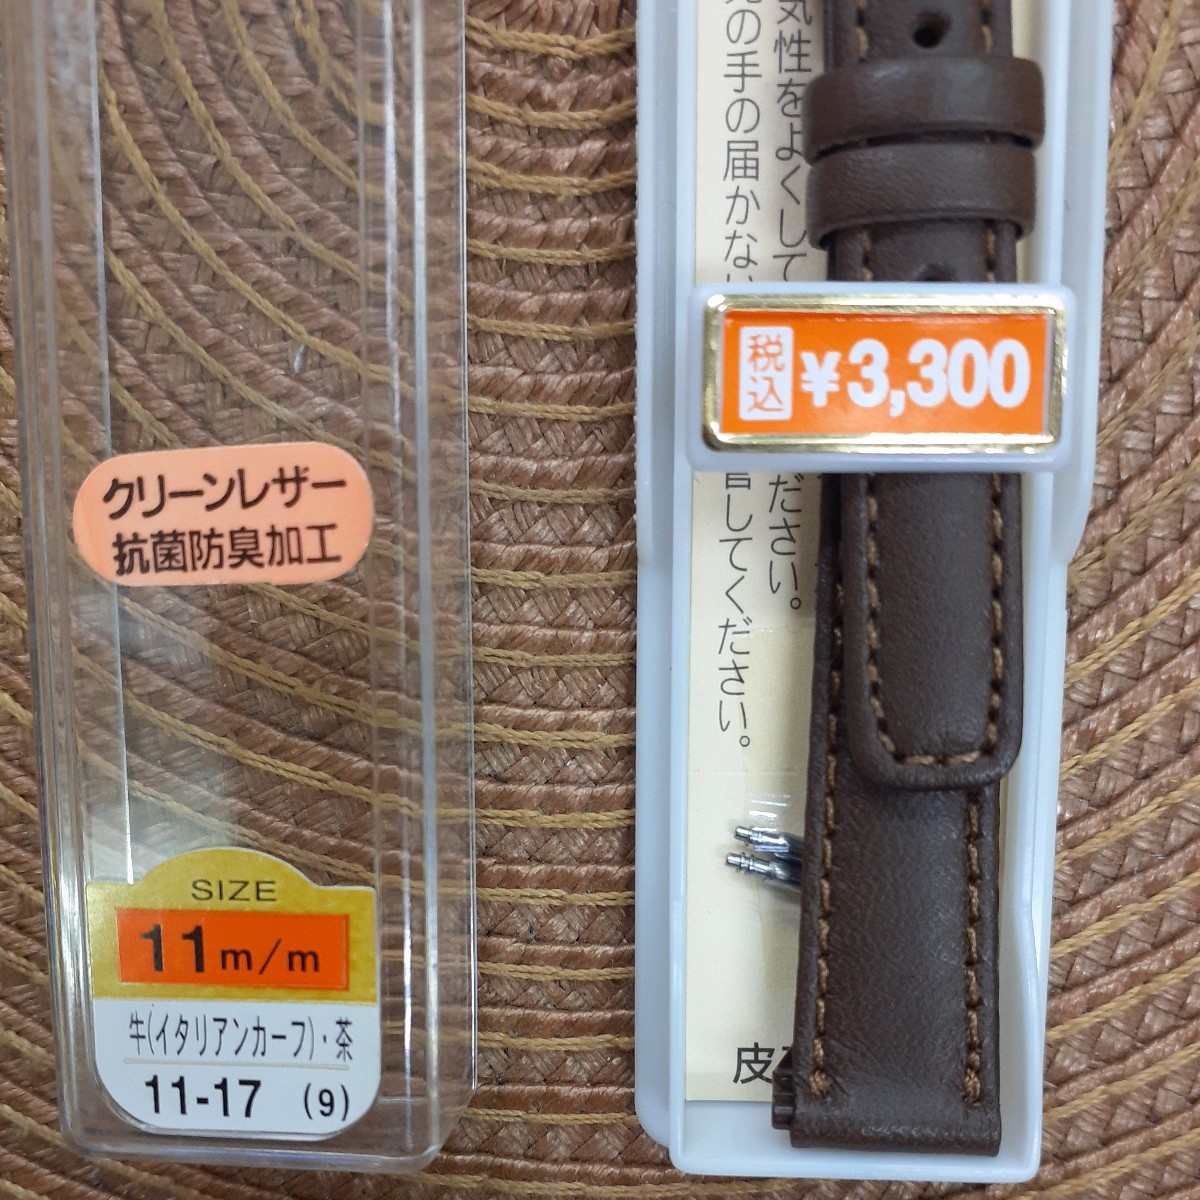 クリーンレザー
抗菌防臭加工
SIZE
11m/m
牛(イタリアンカーフ)・茶
11-17 (9)
気性をよくして
の手の届かない
ださい。
してください。
税込 ¥3,300
皮